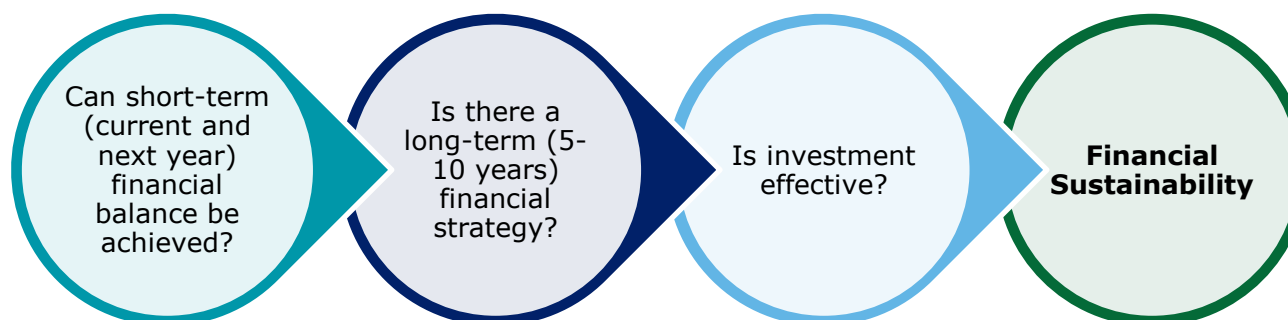 Can short-term
(current and
next year)
financial
balance be
achieved?
Is there a
long-term (5-
10 years)
financial
strategy?
Is investment
effective?
Financial
Sustainability